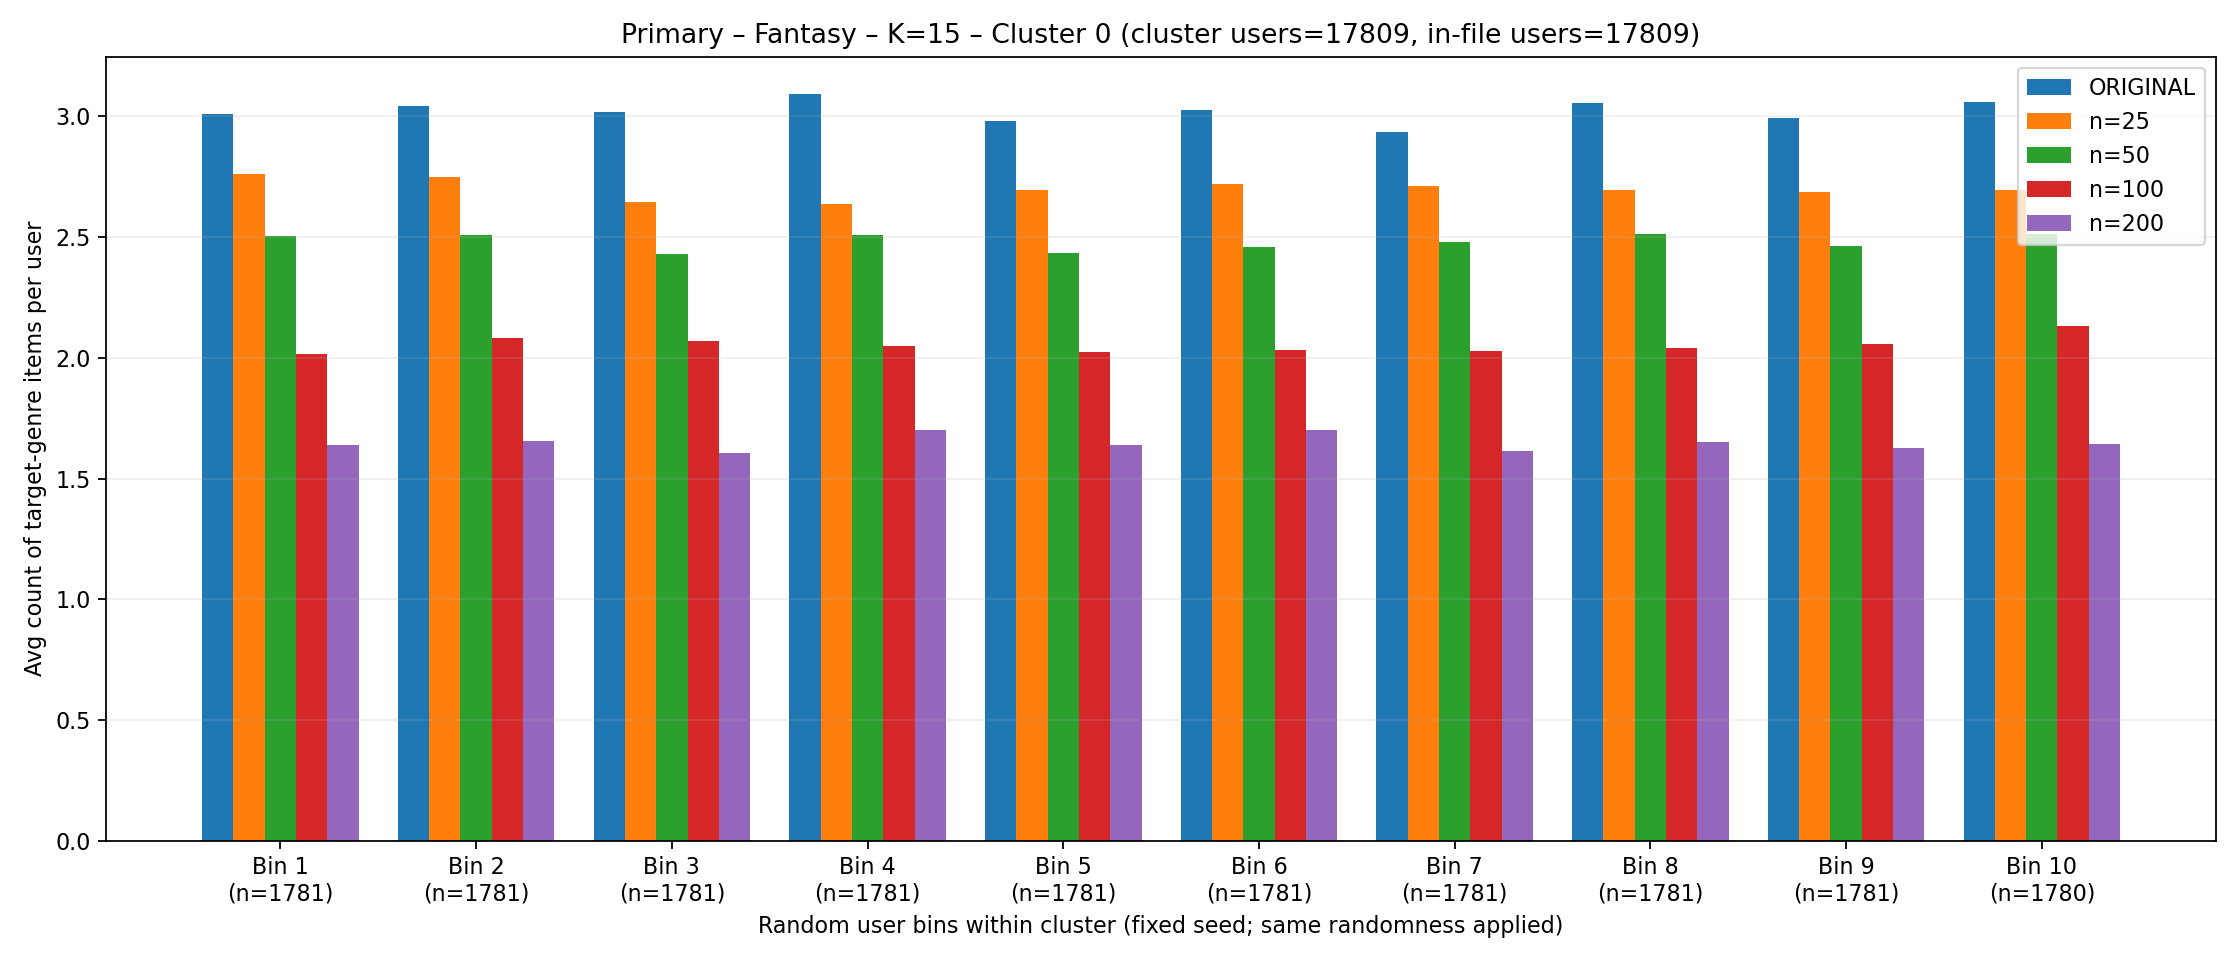 Primary – Fantasy – K=15 – Cluster 0 (cluster users=17809, in-file users=17809)
Avg count of target-genre items per user
3.0
2.5
2.0
1.5
1.0
0.5
0.0
ORIGINAL
n=25
n=50
n=100
n=200
Bin 1
(n=1781)
Bin 2
(n=1781)
Bin 3
(n=1781)
Bin 4
(n=1781)
Bin 5
(n=1781)
Bin 6
(n=1781)
Bin 7
(n=1781)
Bin 8
(n=1781)
Bin 9
(n=1781)
Bin 10
(n=1780)
Random user bins within cluster (fixed seed; same randomness applied)